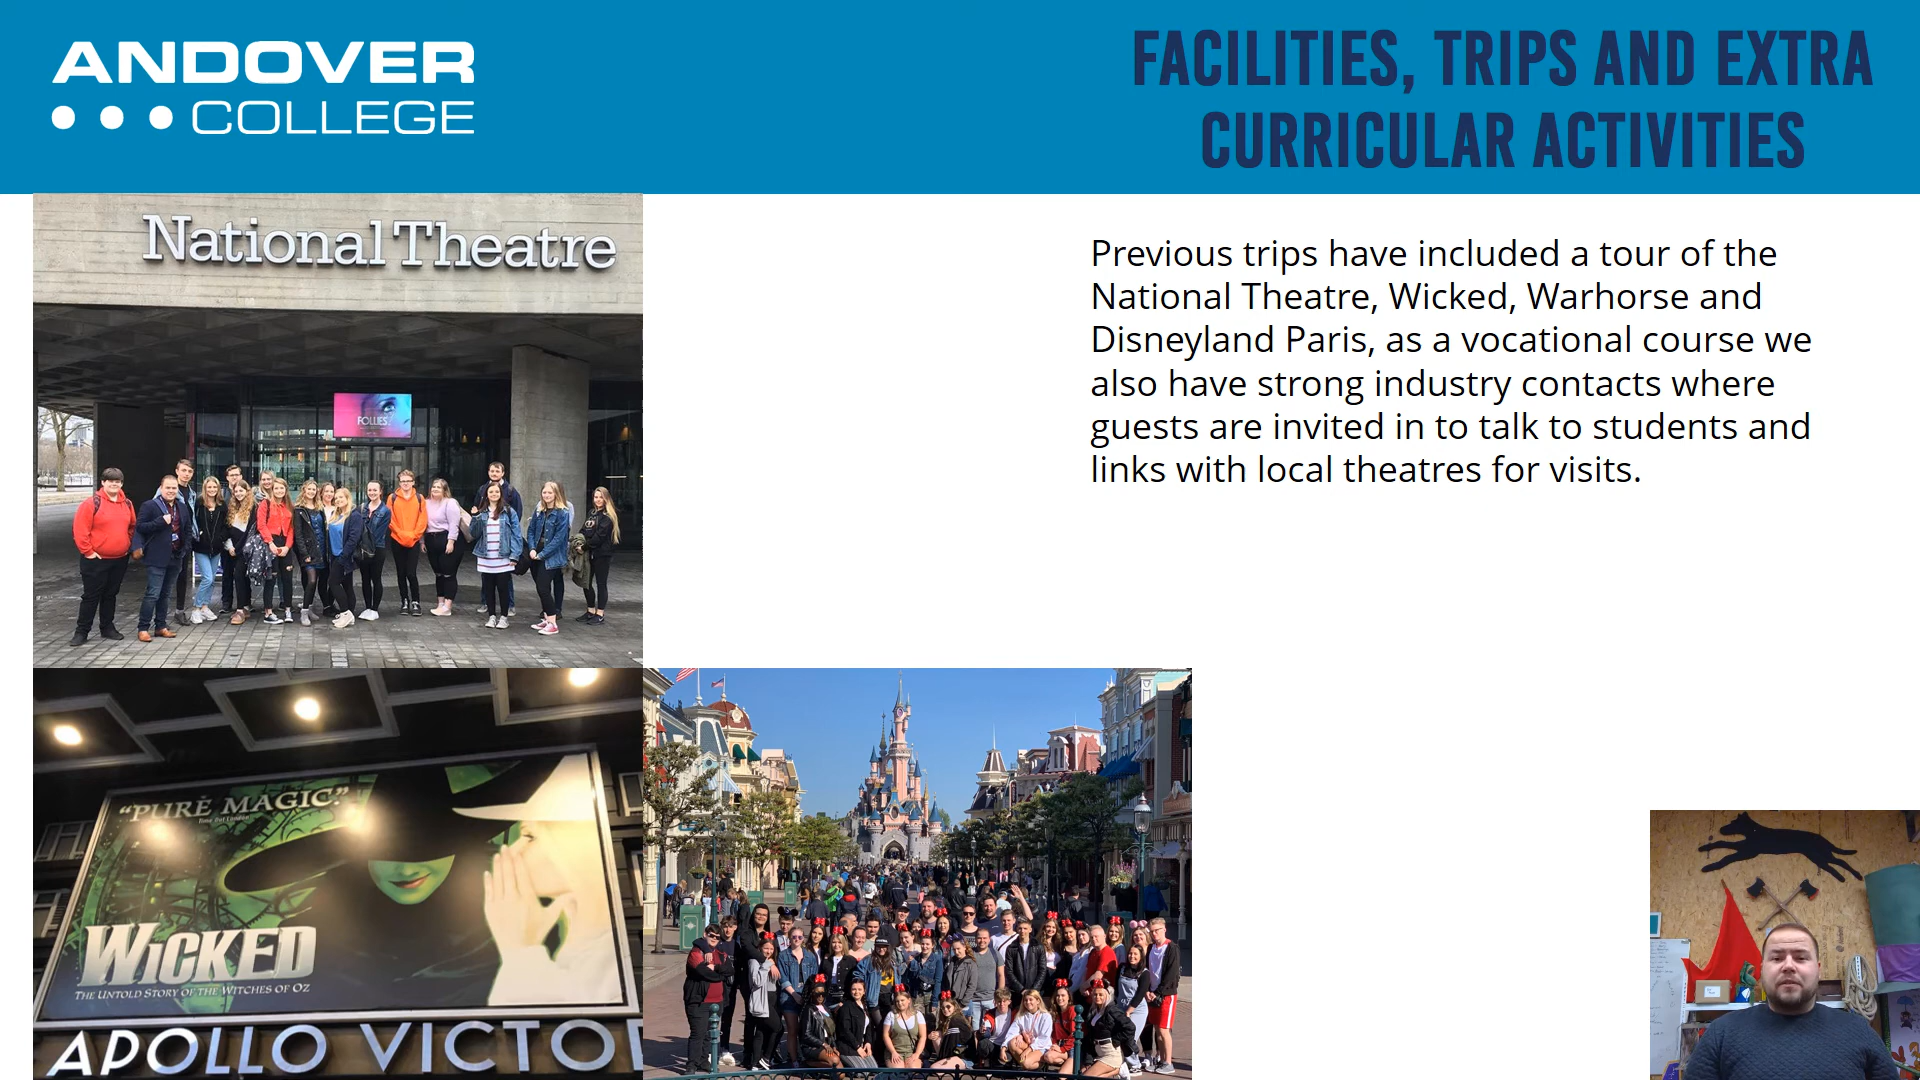 ANDOVER
COLLEGE
FACILITIES, TRIPS AND EXTRA
CURRICULAR ACTIVITIES
National Theatre
FOLLIES
Previous trips have included a tour of the
National Theatre, Wicked, Warhorse and
Disneyland Paris, as a vocational course we
also have strong industry contacts where
guests are invited in to talk to students and
links with local theatres for visits.
"PURE MAGIC."
Time Out London
WICKED
THE UNTOLD STORY OF THE WITCHES OF OZ
APOLLO VICTO